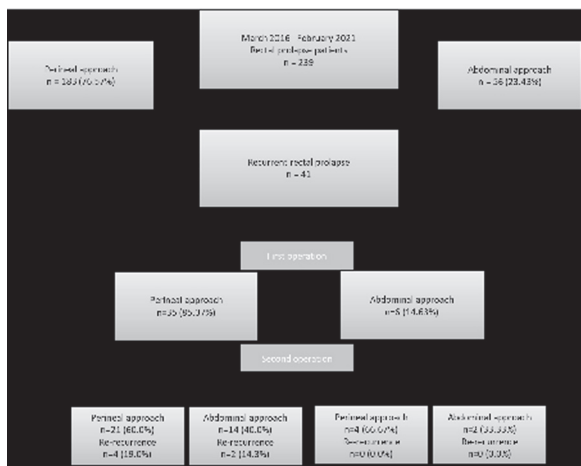 March 2016 - February 2021
Rectal prolapse patients
n = 239
Perineal approach
n = 183 (76.57%)
Abdominal approach
n = 56 (23.43%)
Recurrent rectal prolapse
n = 41
First operation
Perineal approach
n=35 (85.37%)
Abdominal approach
n=6 (14.63%)
Second operation
Perineal approach
n=21 (60.0%)
Re-recurrence
n=4 (19.0%)
Abdominal approach
n=14 (40.0%)
Re-recurrence
n=2 (14.3%)
Perineal approach
n=4 (66.67%)
Re-recurrence
n=0 (0.0%)
Abdominal approach
n=2 (33.33%)
Re-recurrence
n=0 (0.0%)